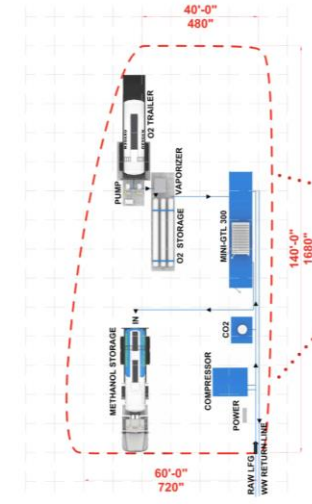 40'-0"
480"
O2 TRAILER
PUMP
VAPORIZER
O2 STORAGE
MINI-GTL 300
140'-0"
1680"
IN
METHANOL STORAGE
CO2
COMPRESSOR
POWER
60'-0"
720"
RAW LFG
WW RETURN LINE